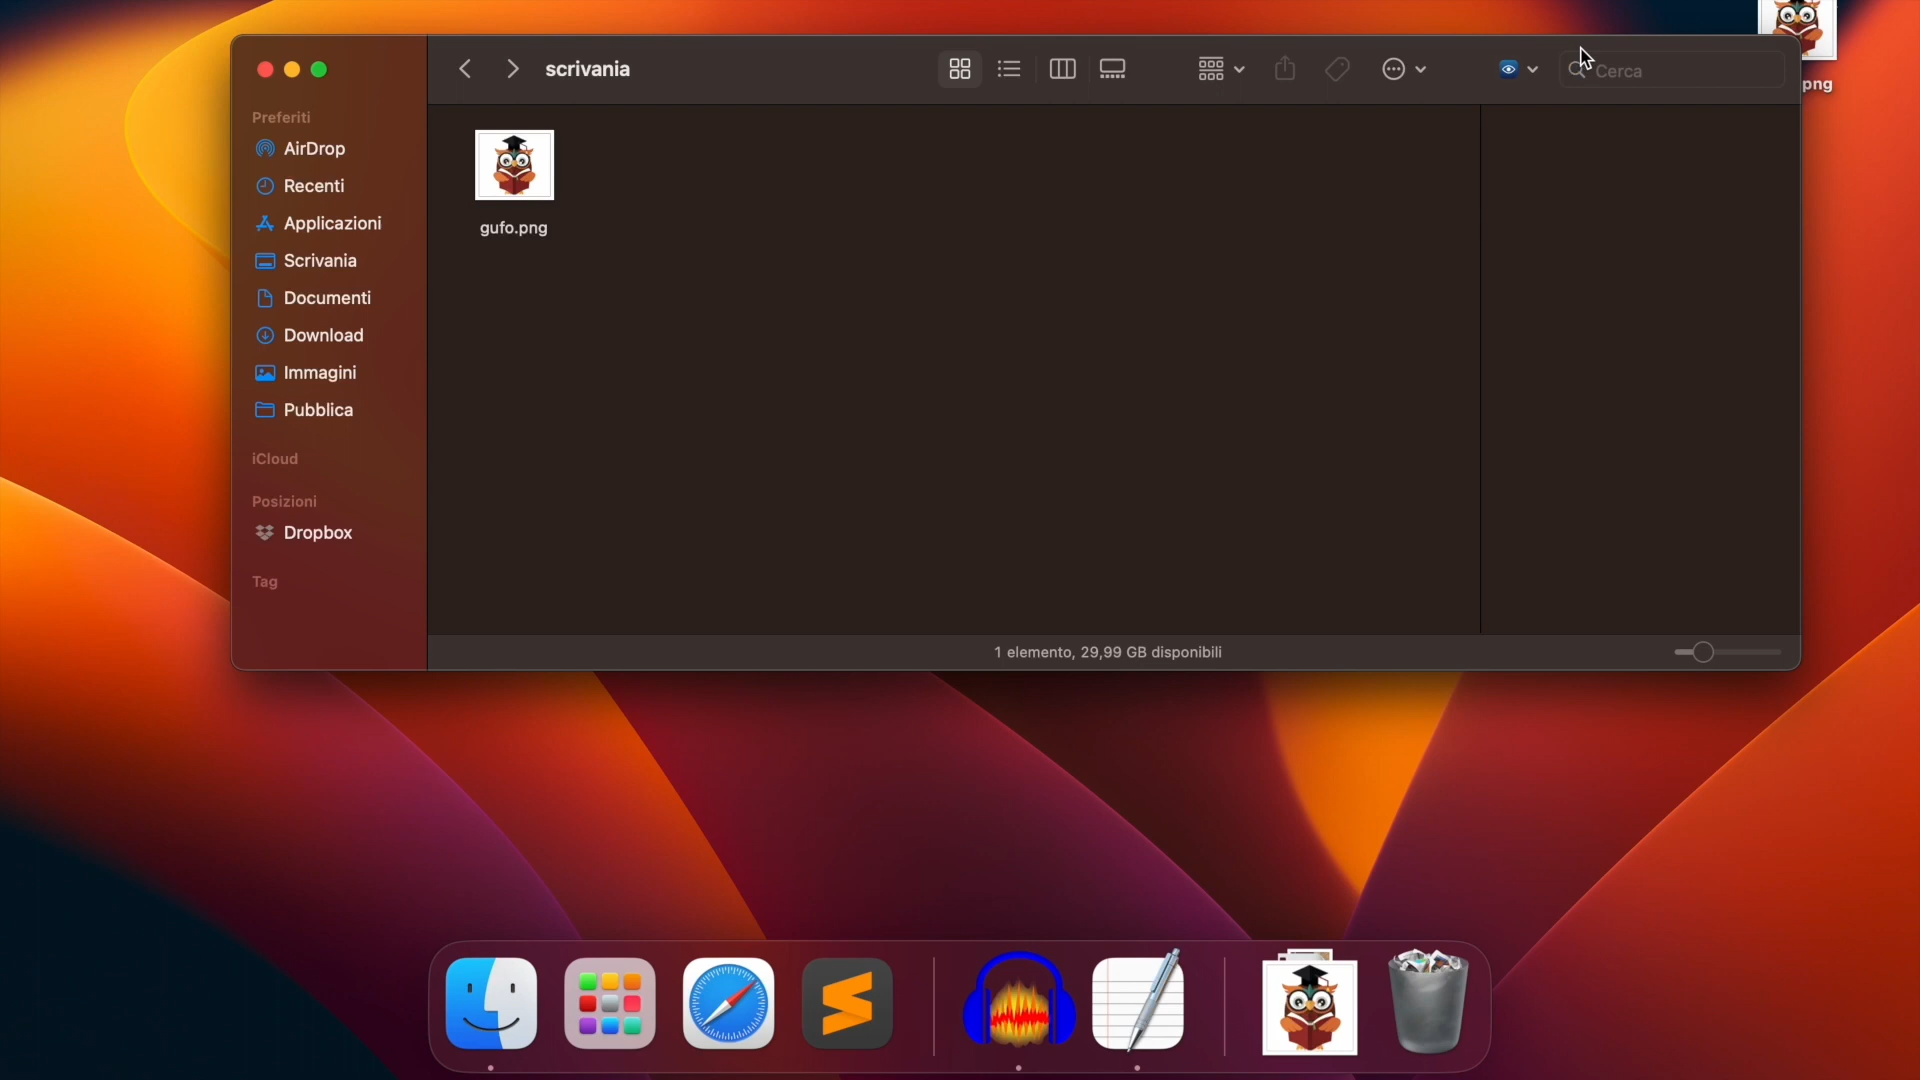 scrivania
Cerca
png
Preferiti
AirDrop
Recenti
Applicazioni
Scrivania
Documenti
Download
Immagini
Pubblica
iCloud
Posizioni
Dropbox
Tag
gufo.png
1 elemento, 29,99 GB disponibili